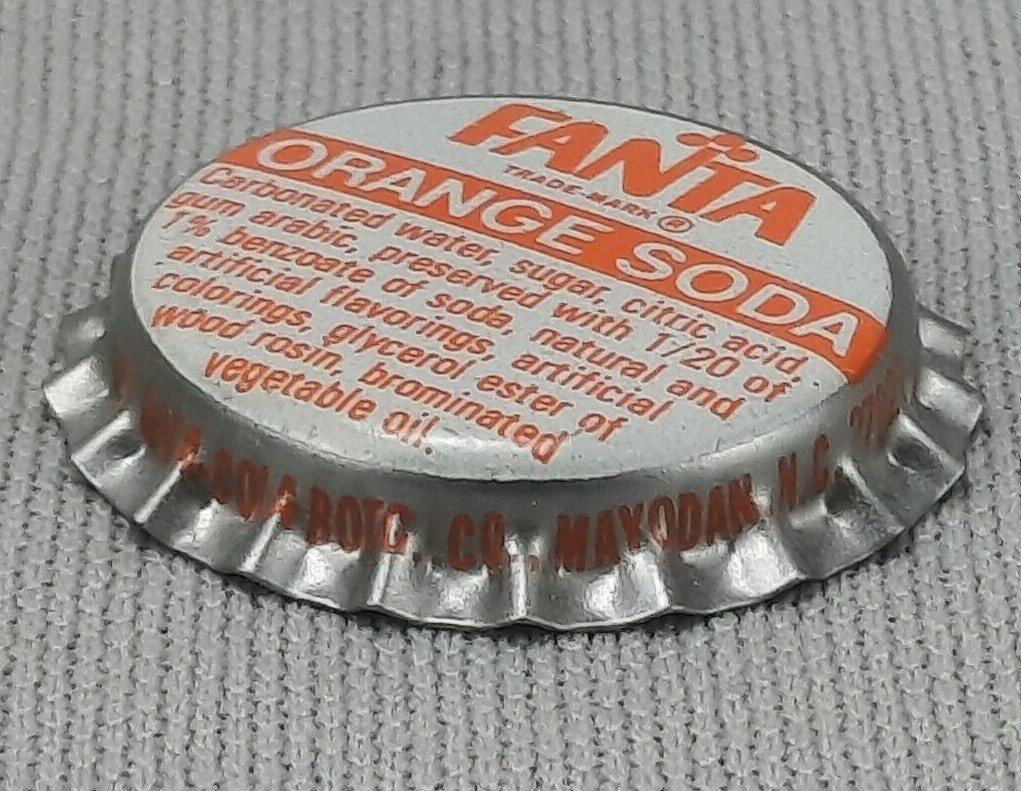 FANTA
TRADE-MARK ®
ORANGE SODA
Carbonated water, sugar, citric acid,
gum arabic, preserved with 1/20 of
1% benzoate of soda, natural and
artificial flavorings, artificial
colorings, glycerol ester of
wood rosin, brominated
vegetable oil.
-COLA BOTG. CO., MAYODAN, N.C.